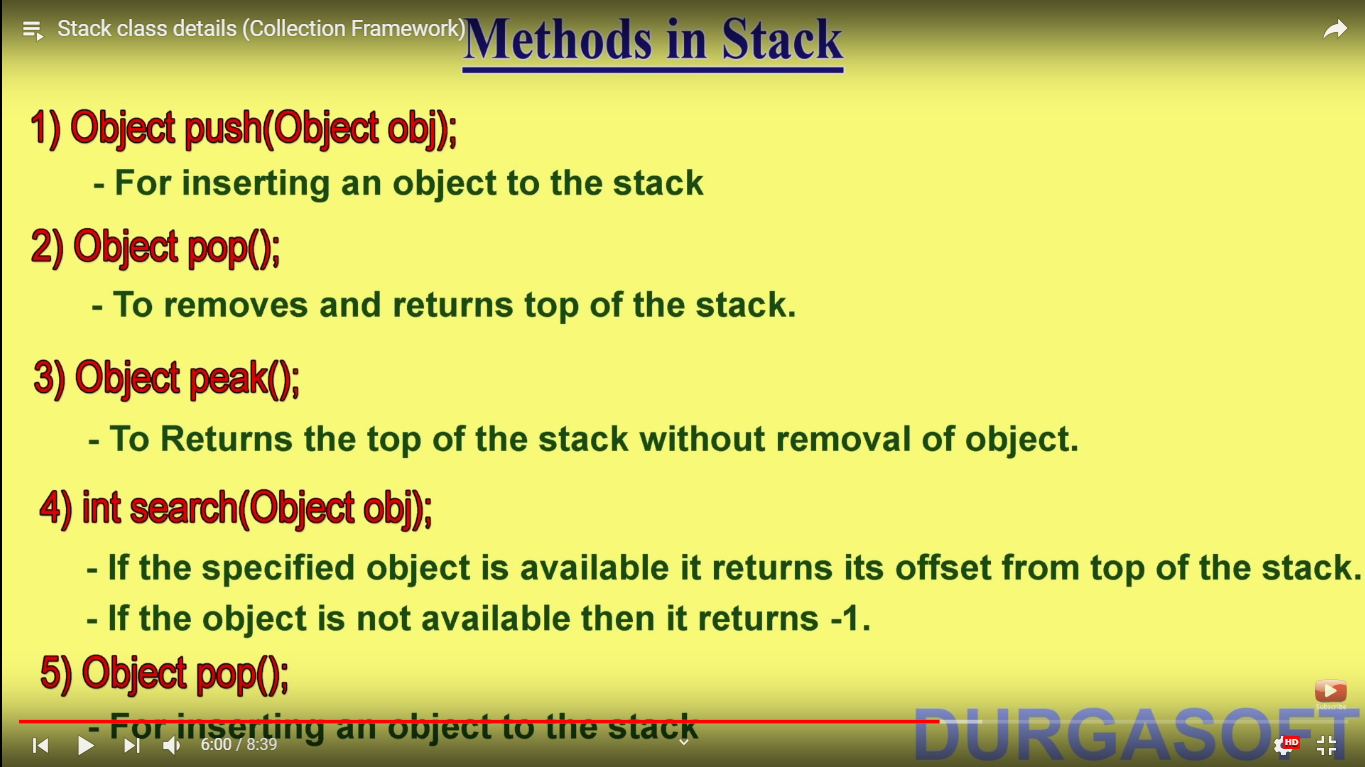 Stack class details (Collection Framework)
Methods in Stack
1) Object push(Object obj);
- For inserting an object to the stack
2) Object pop();
- To removes and returns top of the stack.
3) Object peak();
- To Returns the top of the stack without removal of object.
4) int search(Object obj);
- If the specified object is available it returns its offset from top of the stack.
- If the object is not available then it returns -1.
5) Object pop();
- For inserting an object to the stack
Subscribe
DURGASOFT
6:00 / 8:39
HD